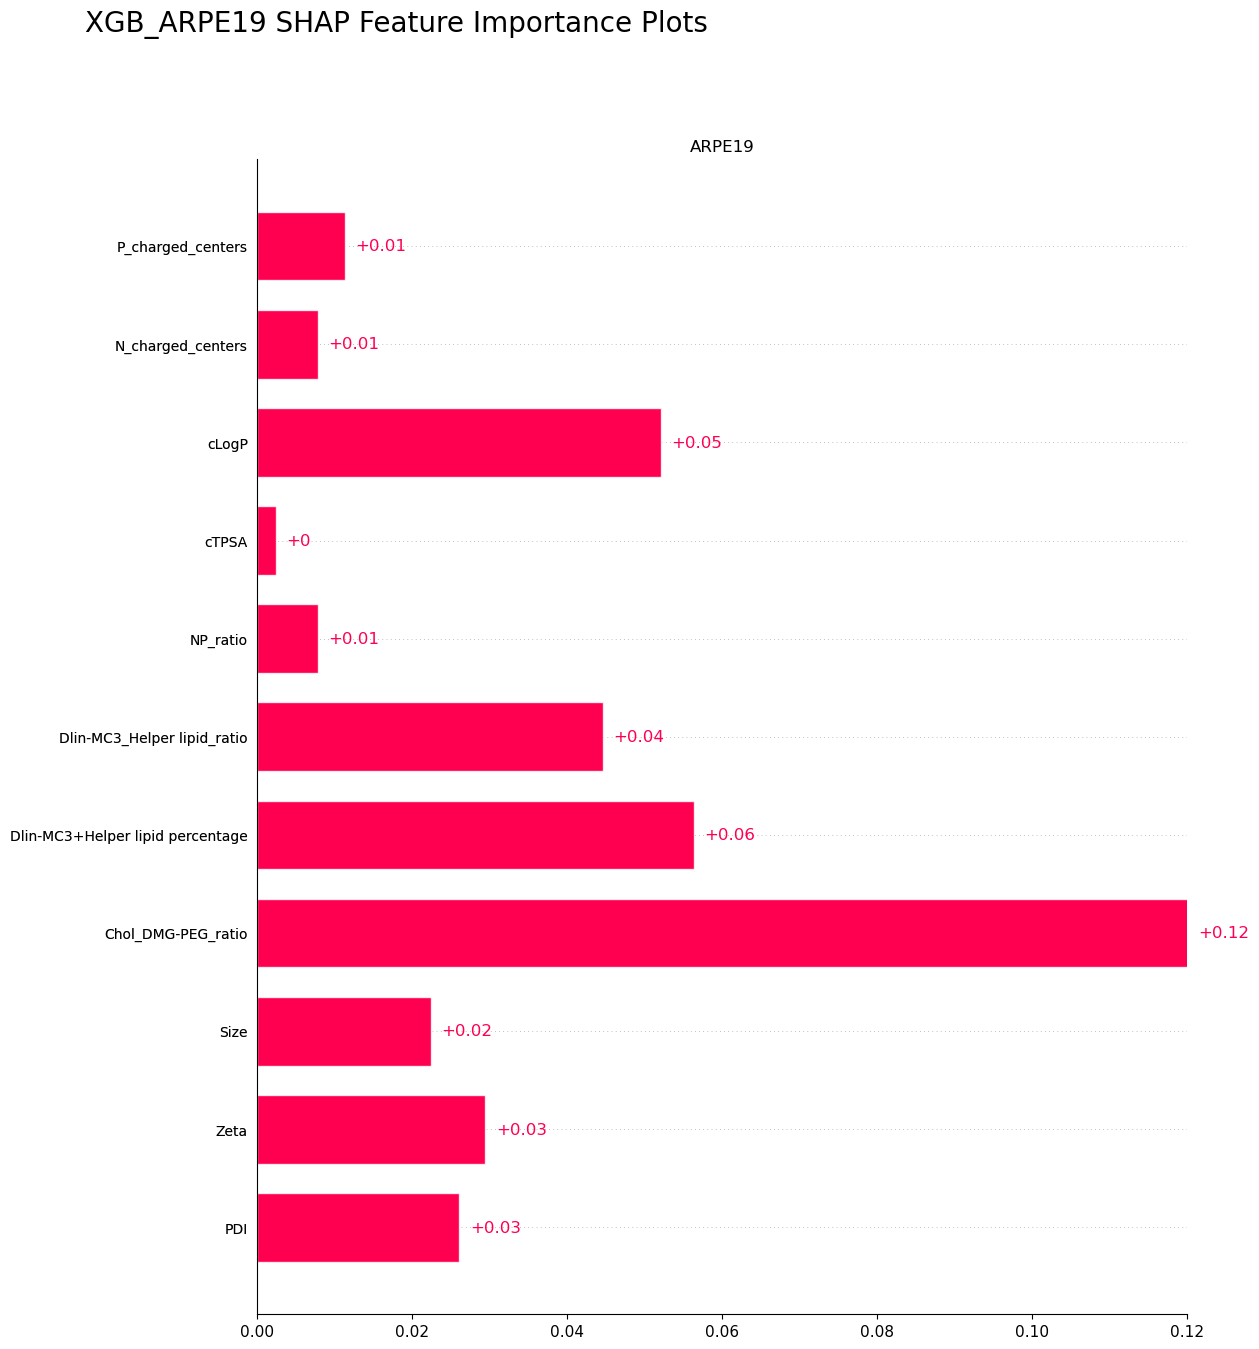 XGB_ARPE19 SHAP Feature Importance Plots
ARPE19
P_charged_centers +0.01
N_charged_centers +0.01
cLogP +0.05
cTPSA +0
NP_ratio +0.01
Dlin-MC3_Helper lipid_ratio +0.04
Dlin-MC3+Helper lipid percentage +0.06
Chol_DMG-PEG_ratio +0.12
Size +0.02
Zeta +0.03
PDI +0.03
0.00 0.02 0.04 0.06 0.08 0.10 0.12